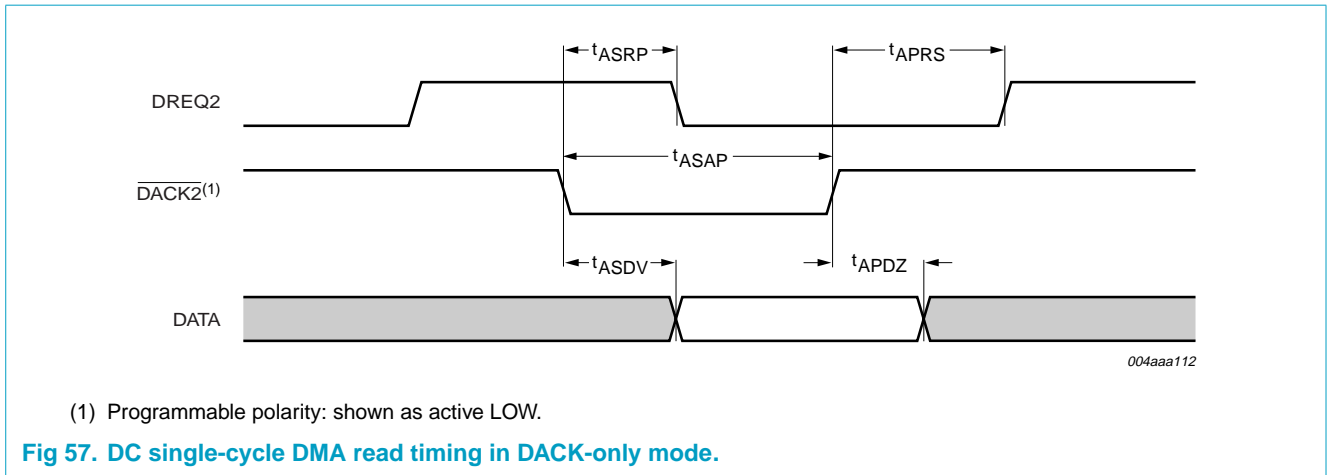 tASRP
tAPRS
DREQ2
tASAP
DACK2(1)
tASDV
tAPDZ
DATA
004aaa112
(1) Programmable polarity: shown as active LOW.
Fig 57. DC single-cycle DMA read timing in DACK-only mode.